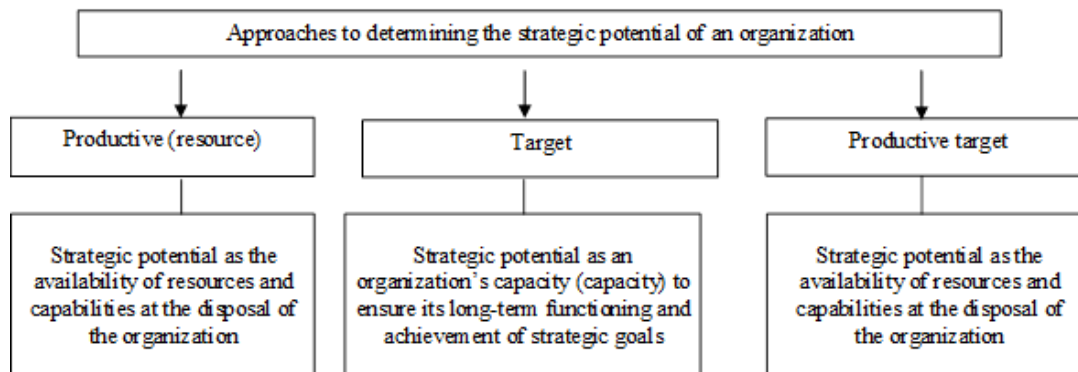 Approaches to determining the strategic potential of an organization
Productive (resource)
Target
Productive target
Strategic potential as the
availability of resources and
capabilities at the disposal of
the organization
Strategic potential as an
organization's capacity (capacity) to
ensure its long-term functioning and
achievement of strategic goals
Strategic potential as the
availability of resources and
capabilities at the disposal of
the organization